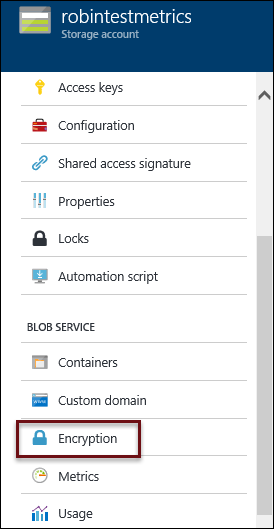 robintestmetrics
Storage account
Access keys
Configuration
Shared access signature
Properties
Locks
Automation script
BLOB SERVICE
Containers
Custom domain
Encryption
Metrics
Usage